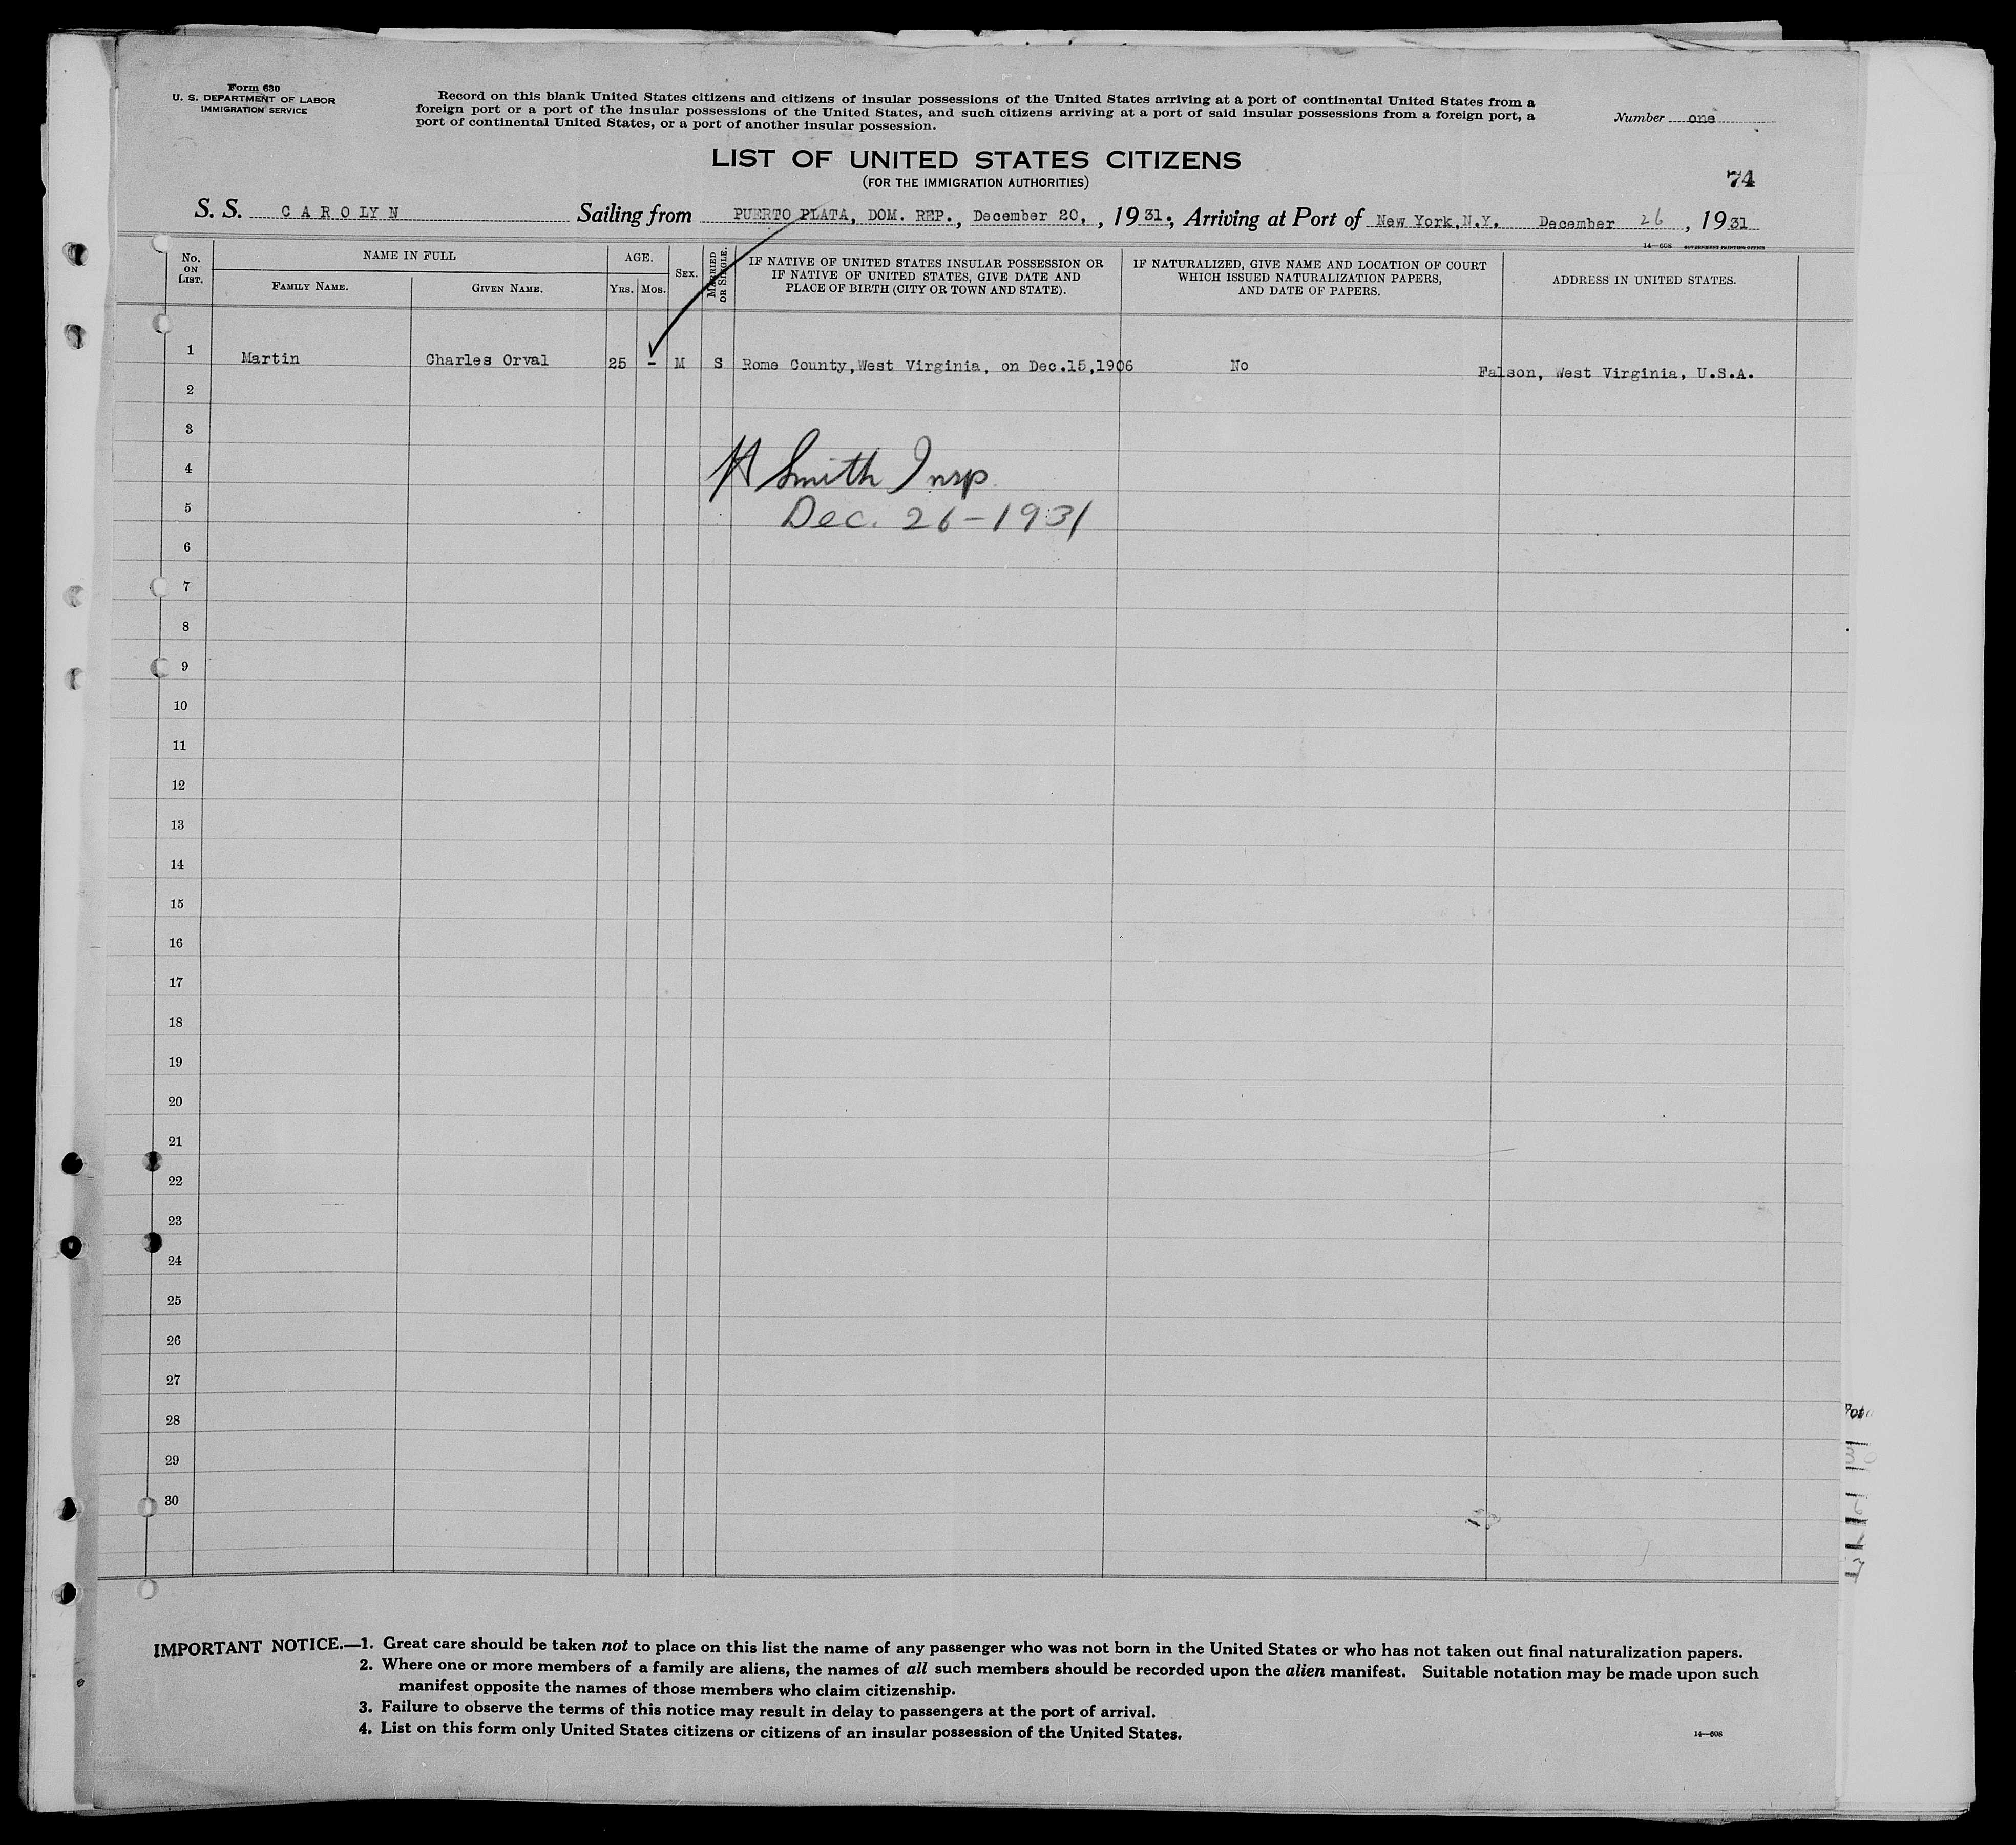 Form 630
U. S. DEPARTMENT OF LABOR
IMMIGRATION SERVICE
Record on this blank United States citizens and citizens of insular possessions of the United States arriving at a port of continental United States from a
foreign port or a port of the insular possessions of the United States, and such citizens arriving at a port of said insular possessions from a foreign port, a
port of continental United States, or a port of another insular possession.
Number one
LIST OF UNITED STATES CITIZENS
(FOR THE IMMIGRATION AUTHORITIES)
74
S. S. CAROLYN Sailing from PUERTO PLATA, DOM. REP., December 20, , 1931; Arriving at Port of New York, N.Y. December 26, 1931
14—608 GOVERNMENT PRINTING OFFICE
No. ON LIST.
NAME IN FULL
FAMILY NAME.
GIVEN NAME.
AGE.
YRS. MOS.
SEX.
MARRIED OR SINGLE.
IF NATIVE OF UNITED STATES INSULAR POSSESSION OR
IF NATIVE OF UNITED STATES, GIVE DATE AND
PLACE OF BIRTH (CITY OR TOWN AND STATE).
IF NATURALIZED, GIVE NAME AND LOCATION OF COURT
WHICH ISSUED NATURALIZATION PAPERS,
AND DATE OF PAPERS.
ADDRESS IN UNITED STATES.
1 Martin Charles Orval 25 - M S Rome County, West Virginia, on Dec.15,1906 No Falson, West Virginia, U.S.A.
2
3
4
H Smith Insp
5
Dec. 26-1931
6
7
8
9
10
11
12
13
14
15
16
17
18
19
20
21
22
23
24
25
26
27
28
29
30
IMPORTANT NOTICE.—1. Great care should be taken not to place on this list the name of any passenger who was not born in the United States or who has not taken out final naturalization papers.
2. Where one or more members of a family are aliens, the names of all such members should be recorded upon the alien manifest. Suitable notation may be made upon such
manifest opposite the names of those members who claim citizenship.
3. Failure to observe the terms of this notice may result in delay to passengers at the port of arrival.
4. List on this form only United States citizens or citizens of an insular possession of the United States.
14—608